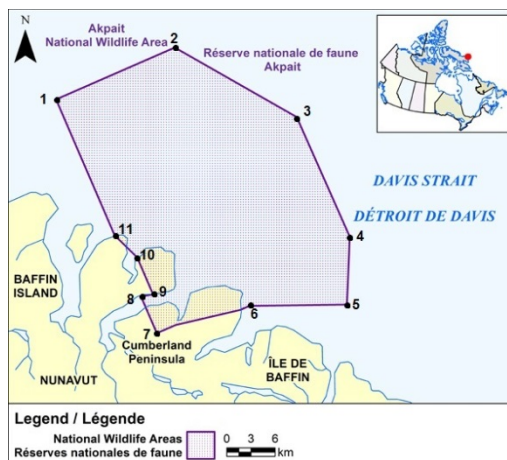 N
Akpait
National Wildlife Area
Réserve nationale de faune
Akpait
1
2
3
4
5
6
7
8
9
10
11
DAVIS STRAIT
DÉTROIT DE DAVIS
BAFFIN
ISLAND
Cumberland
Peninsula
NUNAVUT
ÎLE DE
BAFFIN
Legend / Légende
National Wildlife Areas
Réserves nationales de faune
0 3 6
km